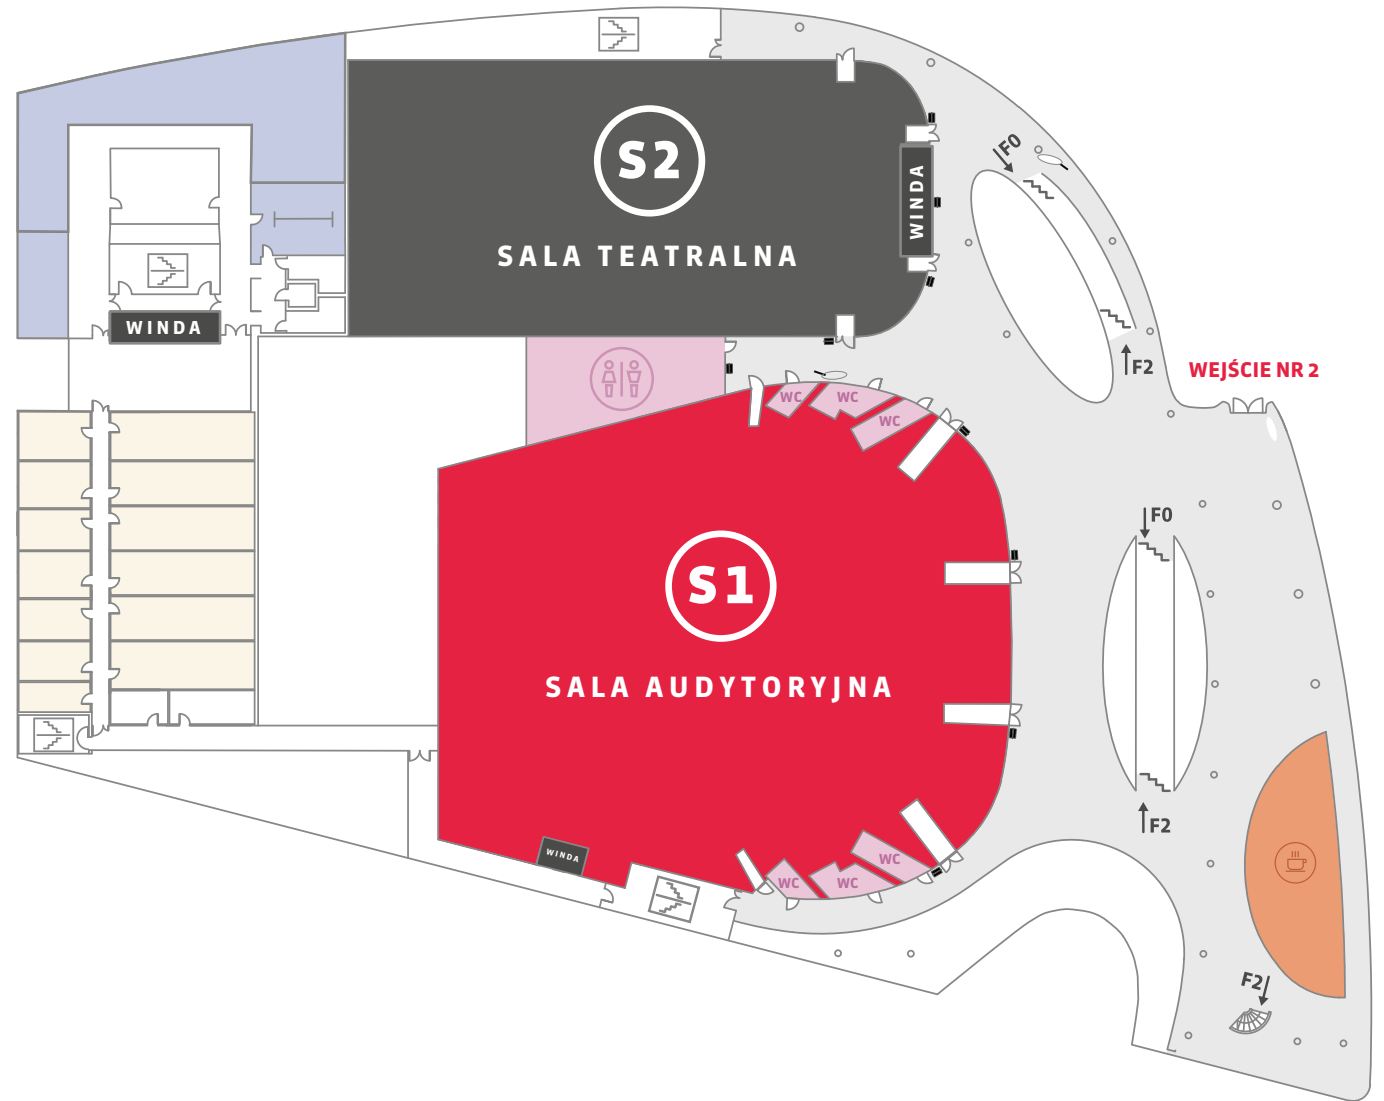 F0
S2
WINDA
SALA TEATRALNA
WINDA
F2
WEJŚCIE NR 2
WC
WC
WC
F0
S1
SALA AUDYTORYJNA
F2
WINDA
WC
WC
WC
F2